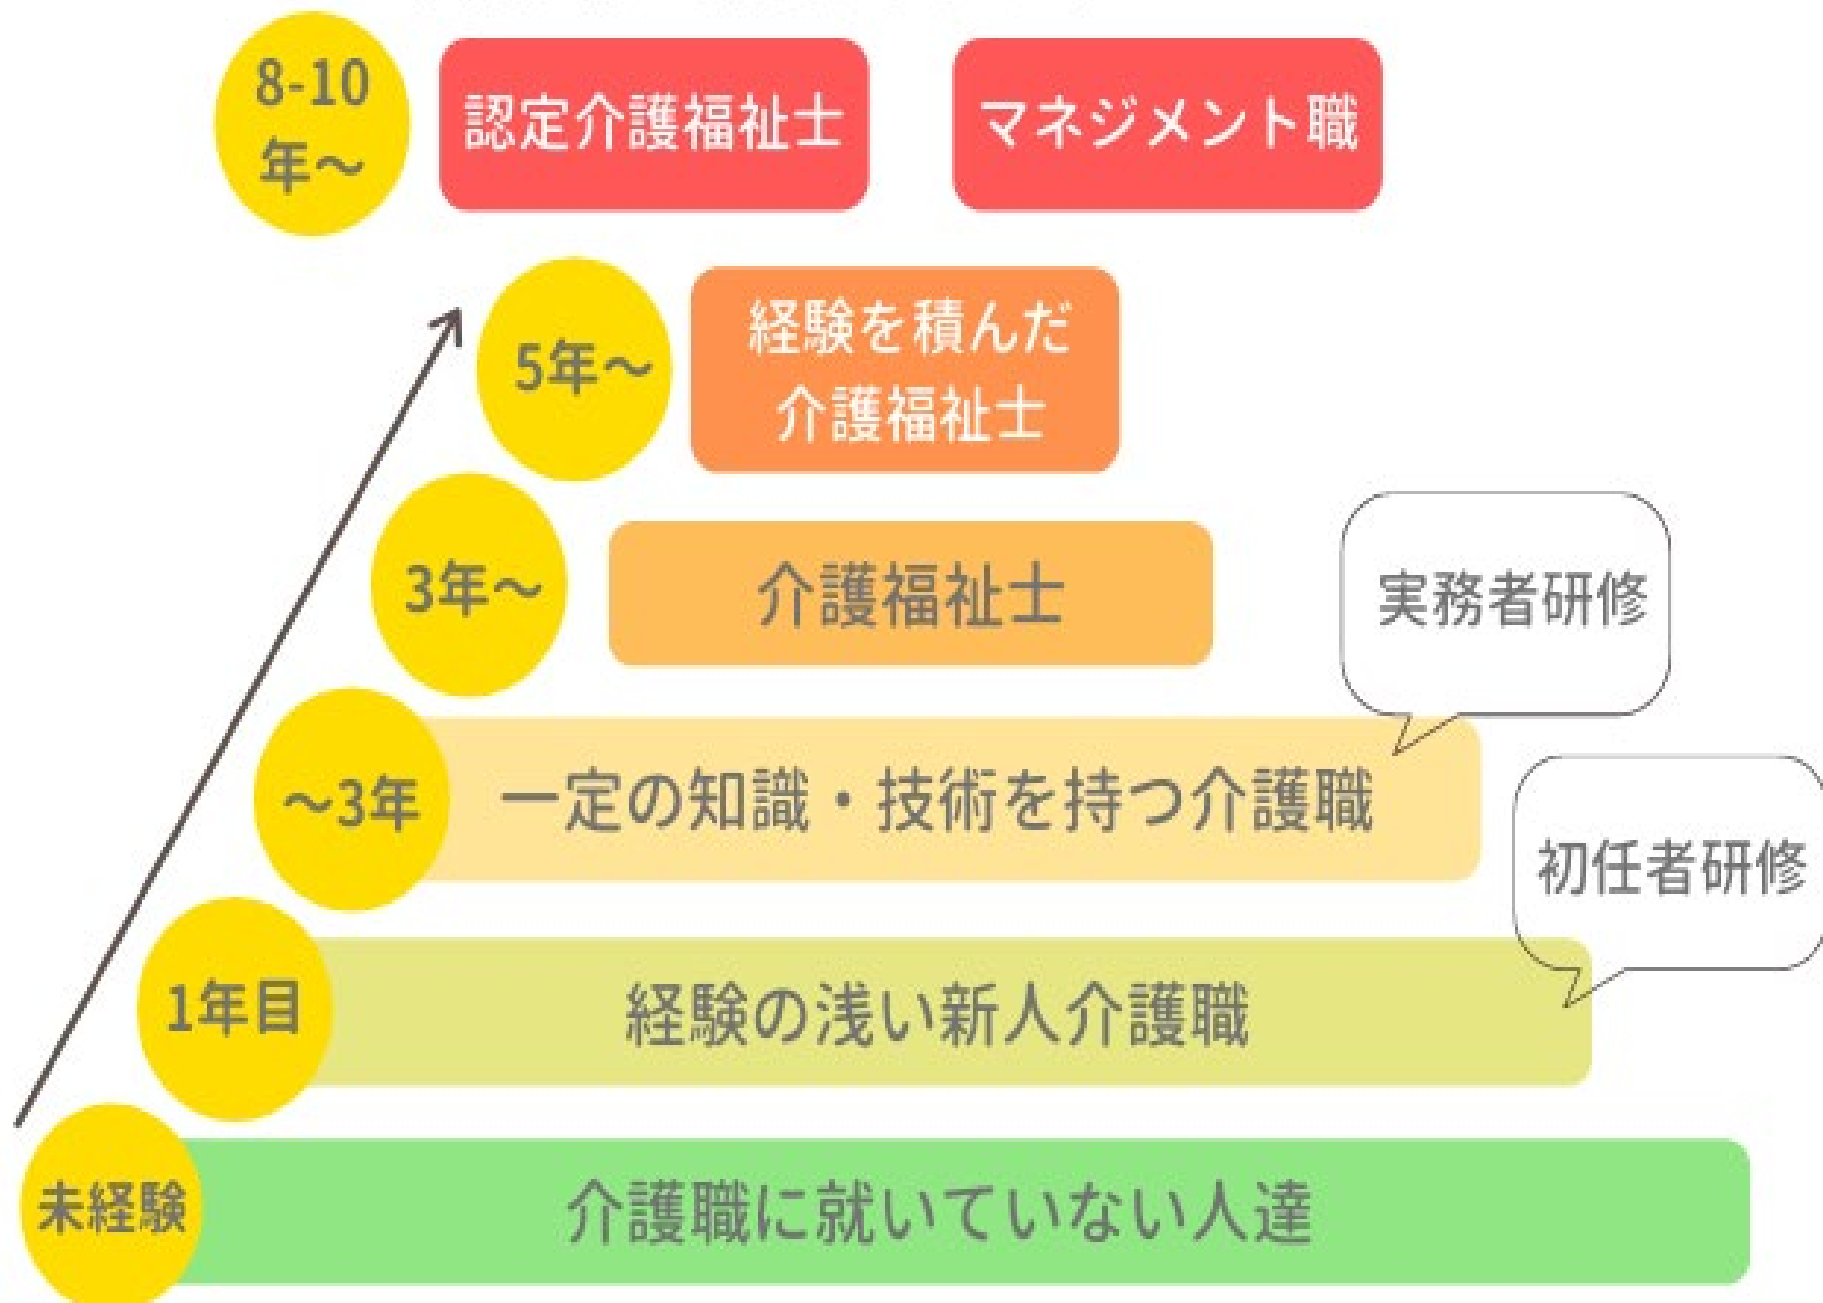 8-10
年～
認定介護福祉士
マネジメント職
5年～
経験を積んだ
介護福祉士
3年～
介護福祉士
実務者研修
～3年
一定の知識・技術を持つ介護職
初任者研修
1年目
経験の浅い新人介護職
未経験
介護職に就いていない人達